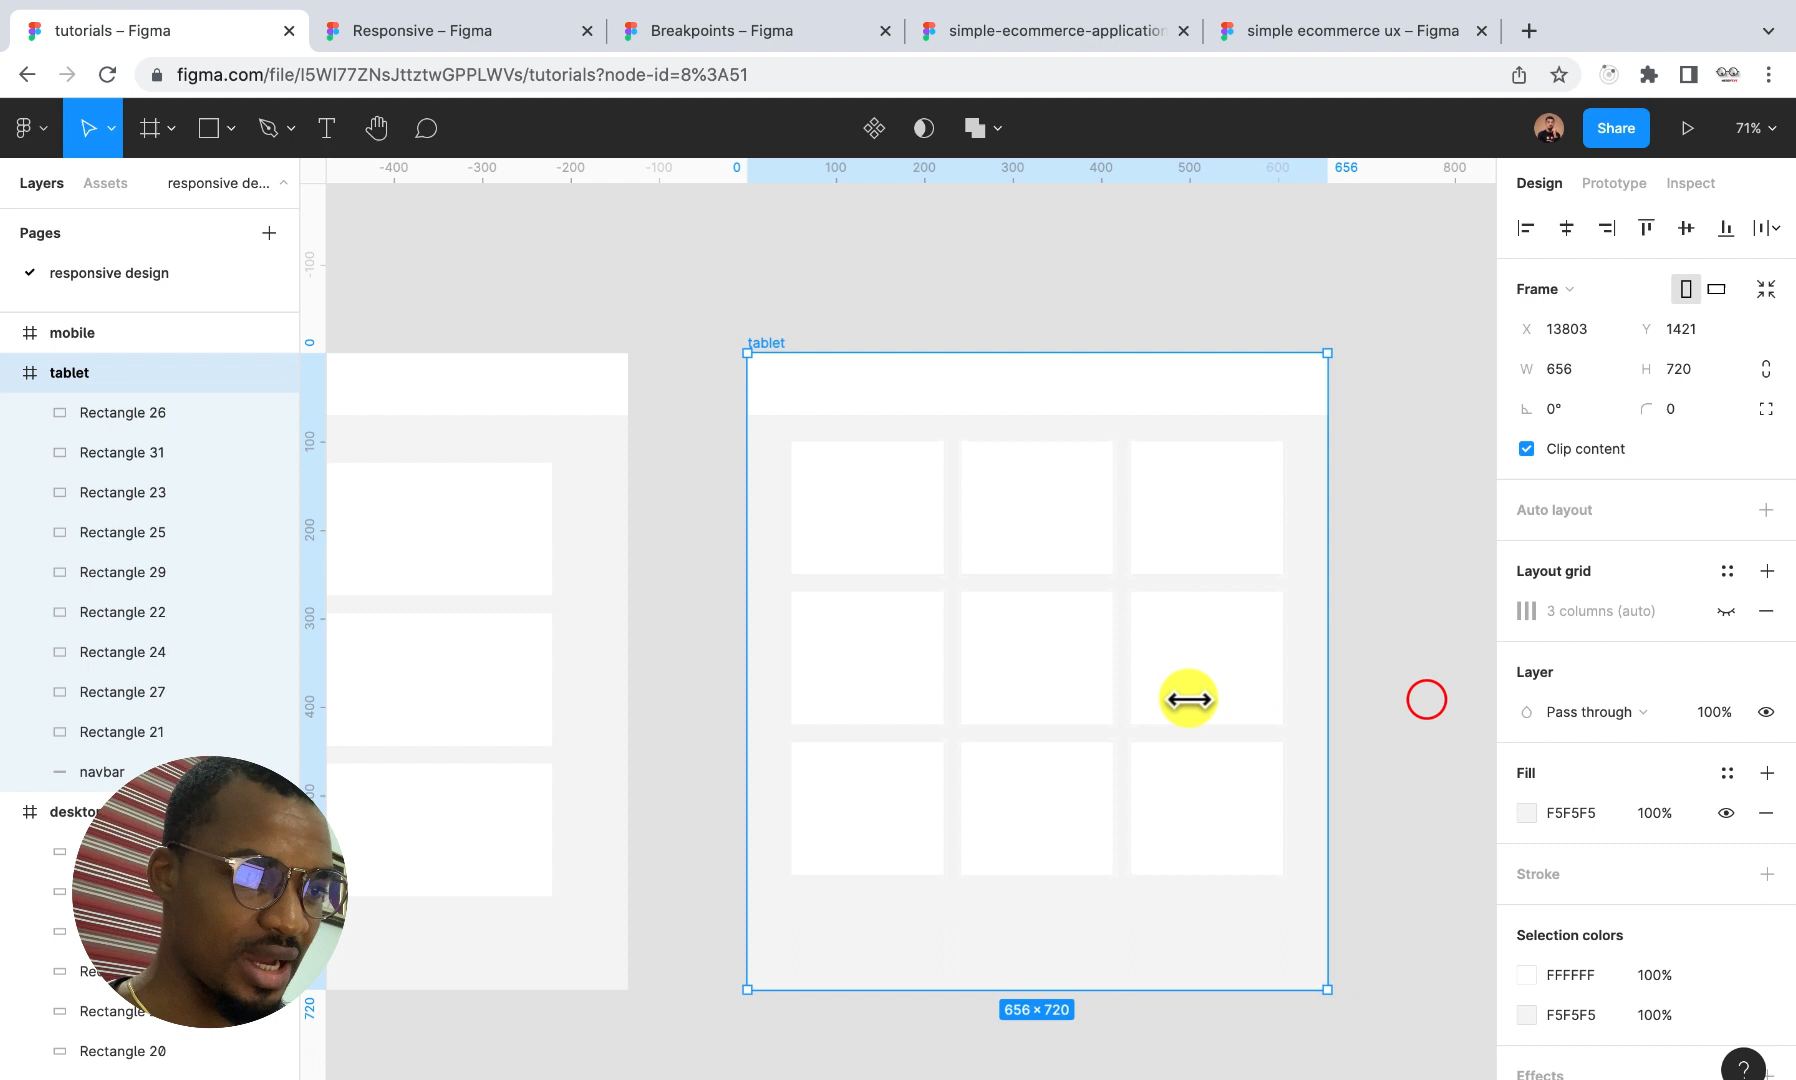 tutorials – Figma
Responsive – Figma
Breakpoints – Figma
simple-ecommerce-application
simple ecommerce ux – Figma
figma.com/file/I5Wl77ZNsJttztwGPPLWVs/tutorials?node-id=8%3A51
Share
71%
Layers
Assets
responsive de...
Pages
responsive design
mobile
tablet
Rectangle 26
Rectangle 31
Rectangle 23
Rectangle 25
Rectangle 29
Rectangle 22
Rectangle 24
Rectangle 27
Rectangle 21
navbar
Rectangle 20
-400 -300 -200 -100 0 100 200 300 400 500 600 656 800
-100
0
100
200
300
400
720
tablet
656 × 720
Design
Prototype
Inspect
Frame
X 13803
Y 1421
W 656
H 720
0°
0
Clip content
Auto layout
Layout grid
3 columns (auto)
Layer
Pass through
100%
Fill
F5F5F5
100%
Stroke
Selection colors
FFFFFF
100%
F5F5F5
100%
Effects
?